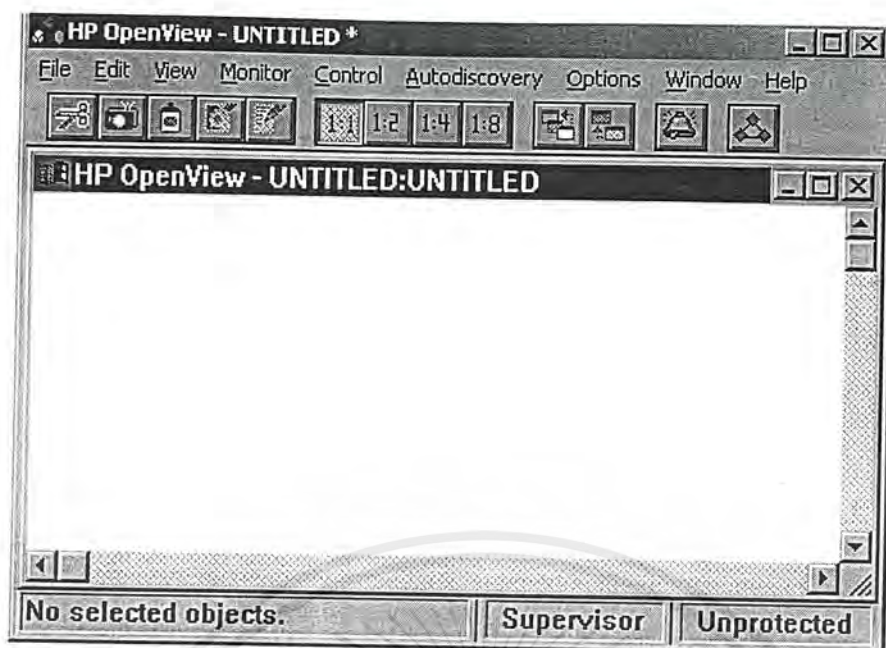 HP OpenView - UNTITLED *
File Edit View Monitor Control Autodiscovery Options Window Help
1:1 1:2 1:4 1:8
HP OpenView - UNTITLED:UNTITLED
No selected objects. Supervisor Unprotected